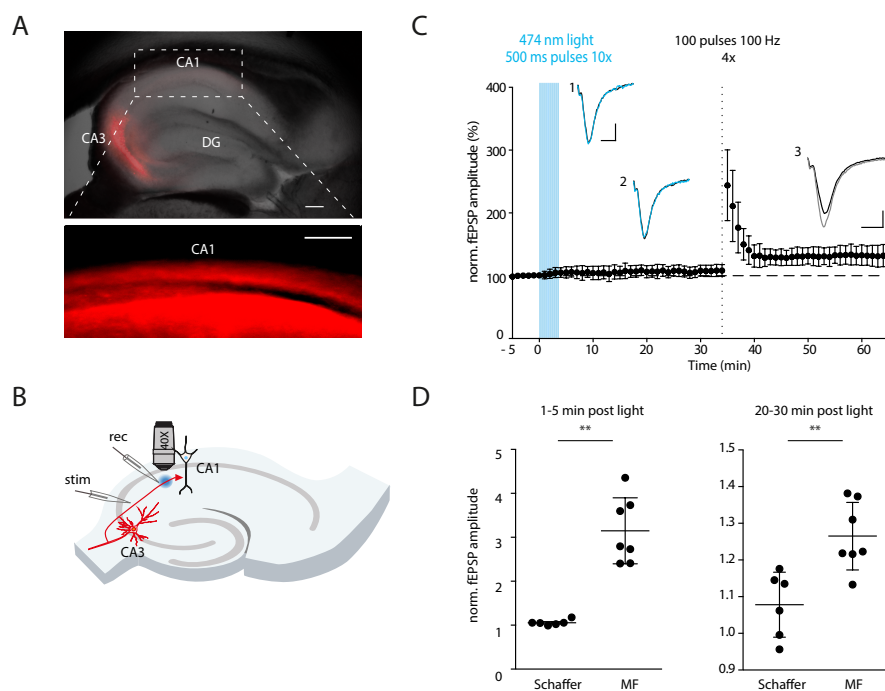 A
CA1
CA3
DG
CA1
B
rec
40X
stim
CA1
CA3
C
474 nm light
500 ms pulses 10x
100 pulses 100 Hz
4x
norm. fEPSP amplitude (%)
400
300
200
100
0
1
2
3
- 5 0 10 20 30 40 50 60
Time (min)
D
1-5 min post light
**
norm. fEPSP amplitude
5
4
3
2
1
0
Schaffer MF
20-30 min post light
**
1.5
1.4
1.3
1.2
1.1
1.0
0.9
Schaffer MF